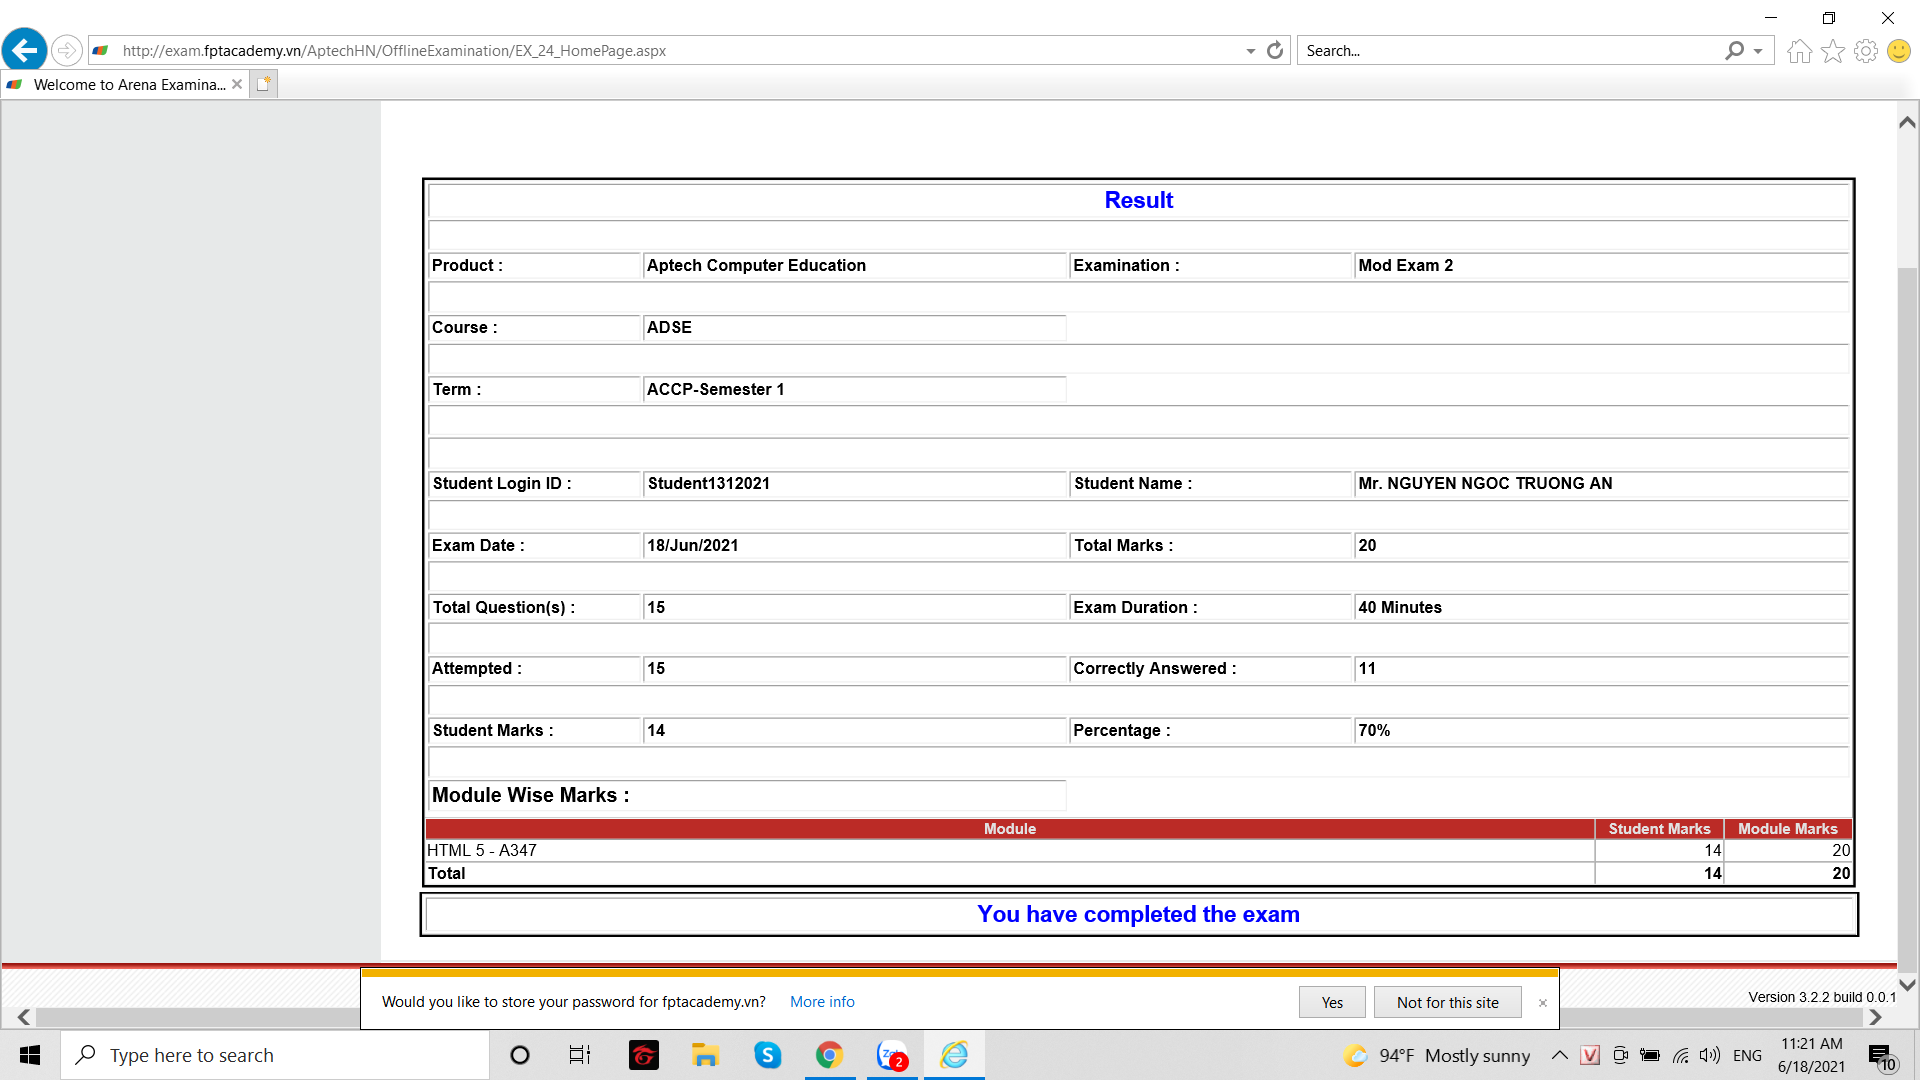 http://exam.fptacademy.vn/AptechHN/OfflineExamination/EX_24_HomePage.aspx
Search...
Welcome to Arena Examina...
Result
Product : Aptech Computer Education Examination : Mod Exam 2
Course : ADSE
Term : ACCP-Semester 1
Student Login ID : Student1312021 Student Name : Mr. NGUYEN NGOC TRUONG AN
Exam Date : 18/Jun/2021 Total Marks : 20
Total Question(s) : 15 Exam Duration : 40 Minutes
Attempted : 15 Correctly Answered : 11
Student Marks : 14 Percentage : 70%
Module Wise Marks :
Module Student Marks Module Marks
HTML 5 - A347 14 20
Total 14 20
You have completed the exam
Would you like to store your password for fptacademy.vn? More info Yes Not for this site
Version 3.2.2 build 0.0.1
Type here to search
2
94°F Mostly sunny
V
ENG
11:21 AM
6/18/2021
10